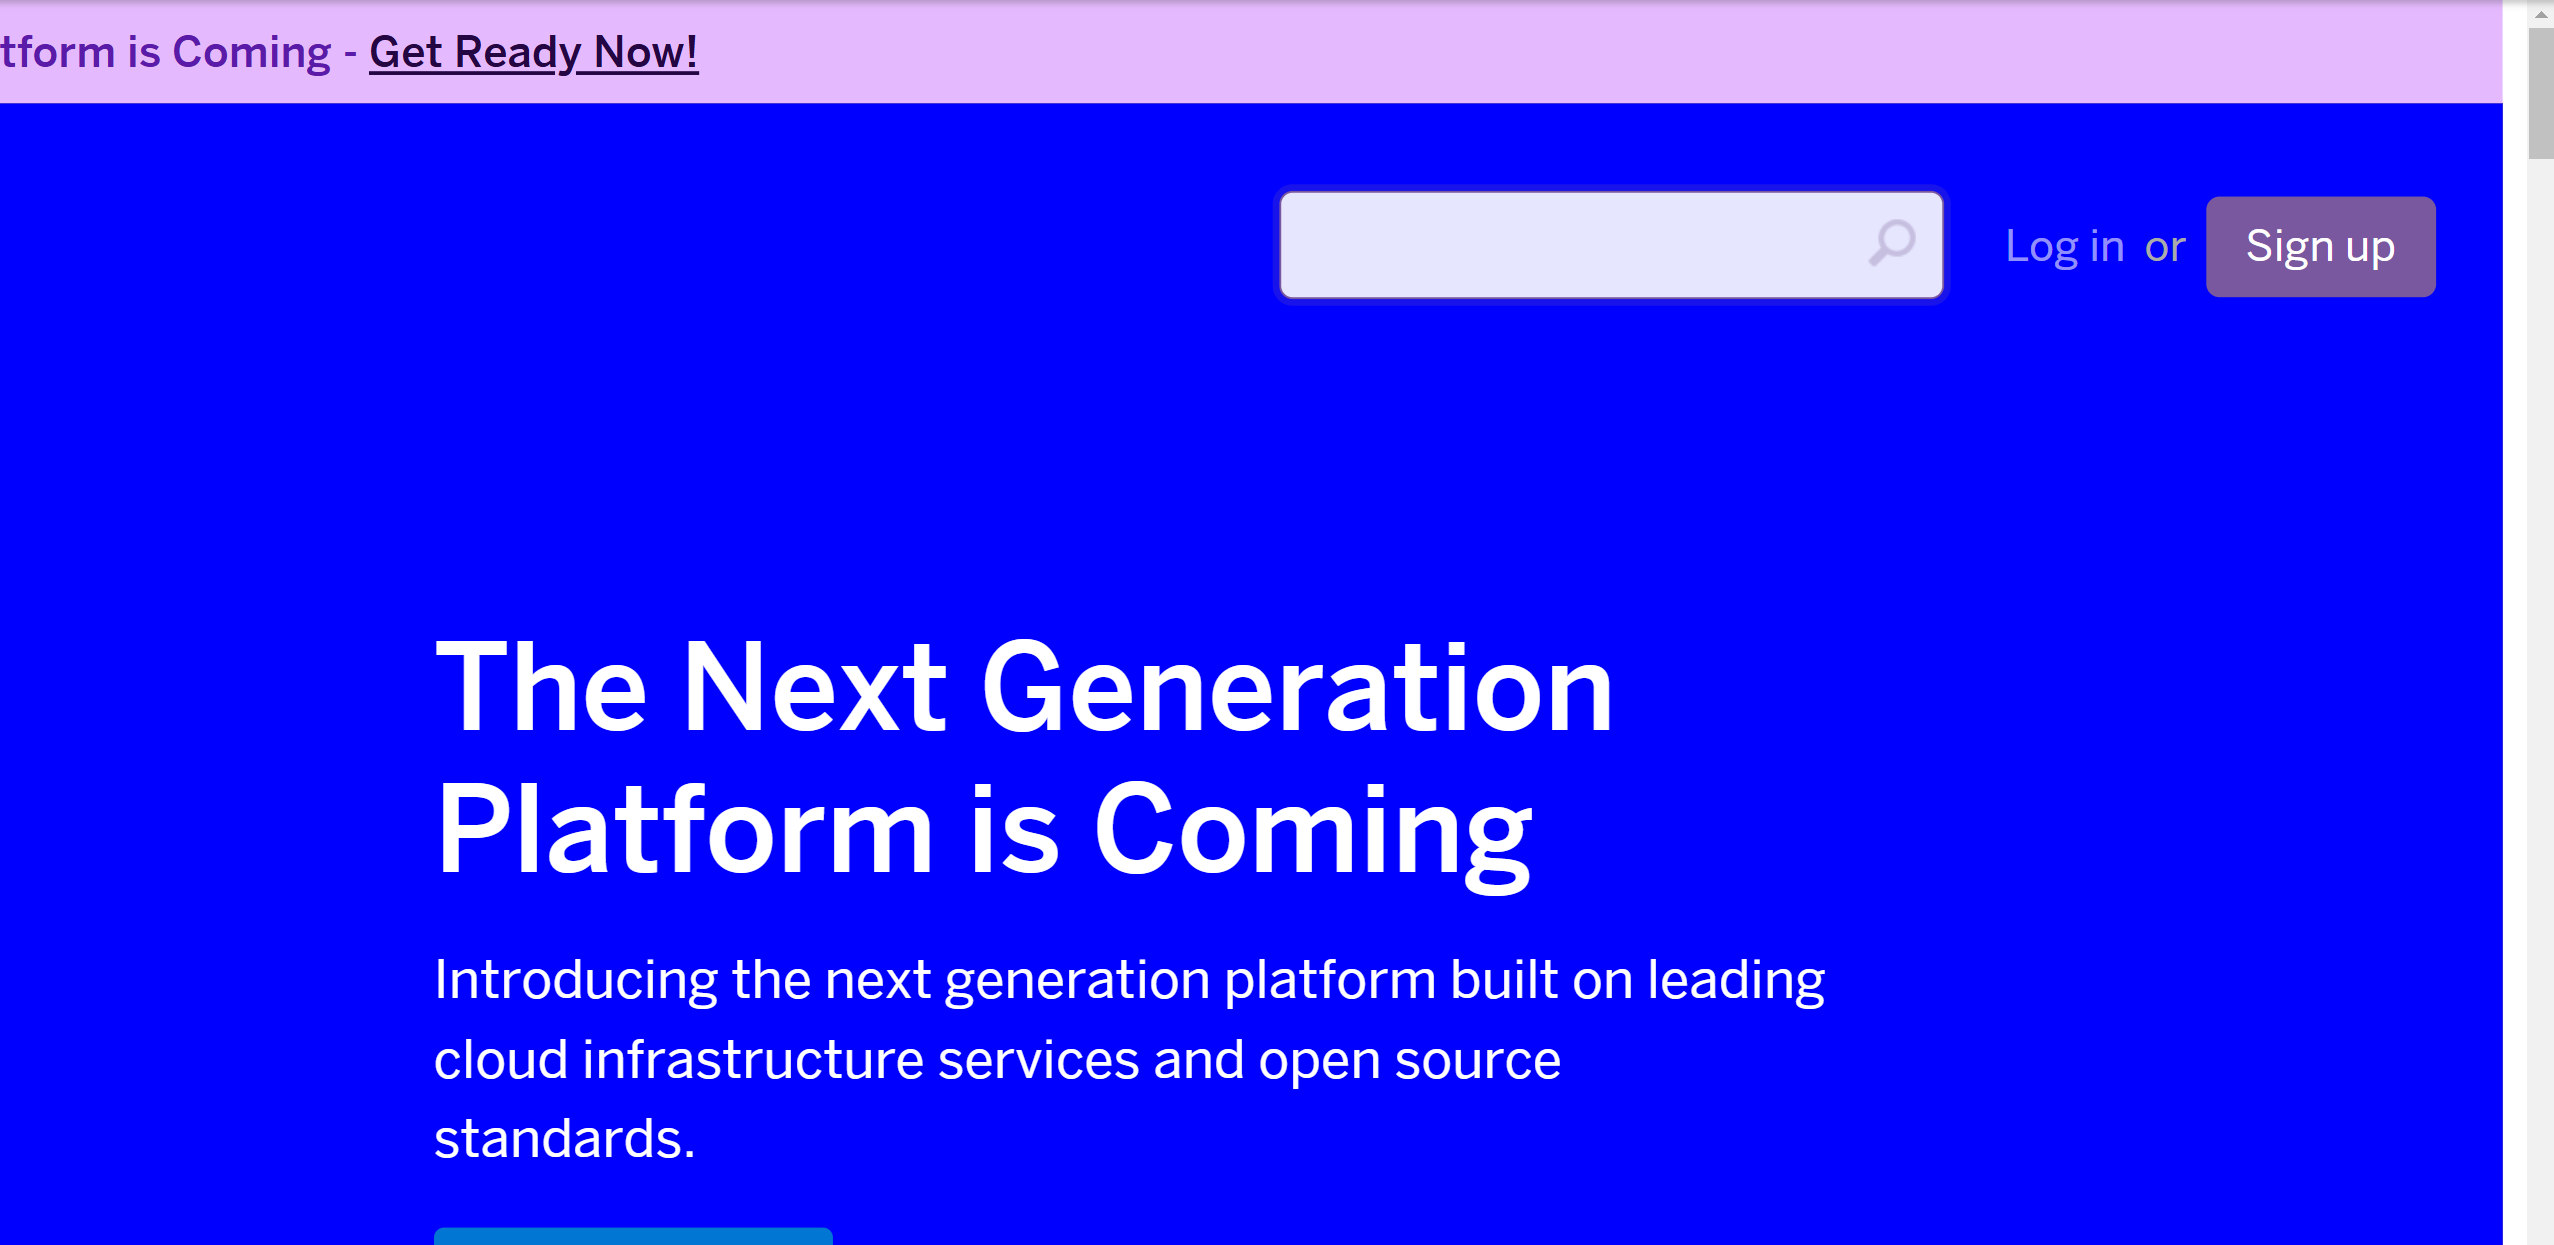 tform is Coming - Get Ready Now!
Log in or Sign up
The Next Generation
Platform is Coming
Introducing the next generation platform built on leading
cloud infrastructure services and open source
standards.